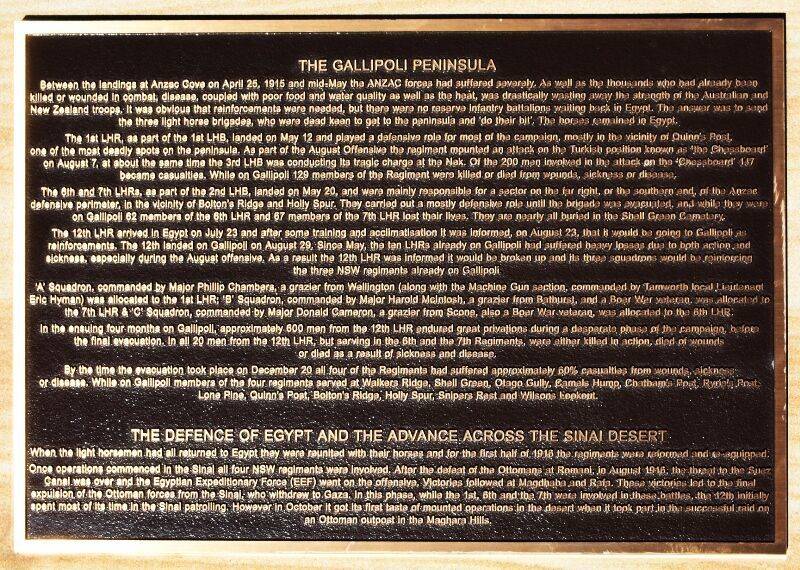 THE GALLIPOLI PENINSULA
Between the landings at Anzac Cove on April 25, 1915 and mid-May the ANZAC forces had suffered severely. As well as the thousands who had already been
killed or wounded in combat, disease, coupled with poor food and water quality as well as the heat, was drastically wasting away the strength of the Australian and
New Zealand troops. It was obvious that reinforcements were needed, but there were no reserve infantry battalions waiting back in Egypt. The answer was to send
the three light horse brigades, who were dead keen to get to the peninsula and 'do their bit'. The horses remained in Egypt.
The 1st LHR, as part of the 1st LHB, landed on May 12 and played a defensive role for most of the campaign, mostly in the vicinity of Quinn's Post,
one of the most deadly spots on the peninsula. As part of the August Offensive the regiment mounted an attack on the Turkish position known as 'the Chessboard'
on August 7, at about the same time the 3rd LHB was conducting its tragic charge at the Nek. Of the 200 men involved in the attack on the 'Chessboard' 147
became casualties. While on Gallipoli 129 members of the Regiment were killed or died from wounds, sickness or disease.
The 6th and 7th LHRs, as part of the 2nd LHB, landed on May 20, and were mainly responsible for a sector on the far right, or the southern end, of the Anzac
defensive perimeter, in the vicinity of Bolton's Ridge and Holly Spur. They carried out a mostly defensive role until the brigade was evacuated, and while they were
on Gallipoli 62 members of the 6th LHR and 67 members of the 7th LHR lost their lives. They are nearly all buried in the Shell Green Cemetery.
The 12th LHR arrived in Egypt on July 23 and after some training and acclimatisation it was informed, on August 23, that it would be going to Gallipoli as
reinforcements. The 12th landed on Gallipoli on August 29. Since May, the ten LHRs already on Gallipoli had suffered heavy losses due to both action and
sickness, especially during the August offensive. As a result the 12th LHR was informed it would be broken up and its three squadrons would be reinforcing
the three NSW regiments already on Gallipoli
'A' Squadron, commanded by Major Phillip Chambers, a grazier from Wellington (along with the Machine Gun section, commanded by Tamworth local Lieutenant
Eric Hyman) was allocated to the 1st LHR; 'B' Squadron, commanded by Major Harold McIntosh, a grazier from Bathurst, and a Boer War veteran, was allocated to
the 7th LHR & 'C' Squadron, commanded by Major Donald Cameron, a grazier from Scone, also a Boer War veteran, was allocated to the 6th LHR.
In the ensuing four months on Gallipoli, approximately 600 men from the 12th LHR endured great privations during a desperate phase of the campaign, before
the final evacuation. In all 20 men from the 12th LHR, but serving in the 6th and the 7th Regiments, were either killed in action, died of wounds
or died as a result of sickness and disease.
By the time the evacuation took place on December 20 all four of the Regiments had suffered approximately 60% casualties from wounds, sickness
or disease. While on Gallipoli members of the four regiments served at Walkers Ridge, Shell Green, Otago Gully, Camels Hump, Chatham's Post, Ryrie's Post,
Lone Pine, Quinn's Post, Bolton's Ridge, Holly Spur, Snipers Rest and Wilsons Lookout.
THE DEFENCE OF EGYPT AND THE ADVANCE ACROSS THE SINAI DESERT
When the light horsemen had all returned to Egypt they were reunited with their horses and for the first half of 1916 the regiments were reformed and re-equipped.
Once operations commenced in the Sinai all four NSW regiments were involved. After the defeat of the Ottomans at Romani, in August 1916, the threat to the Suez
Canal was over and the Egyptian Expeditionary Force (EEF) went on the offensive. Victories followed at Magdhaba and Rafa. These victories led to the final
expulsion of the Ottoman forces from the Sinai, who withdrew to Gaza. In this phase, while the 1st, 6th and the 7th were involved in these battles, the 12th initially
spent most of its time in the Sinai patrolling. However in October it got its first taste of mounted operations in the desert when it took part in the successful raid on
an Ottoman outpost in the Maghara Hills.